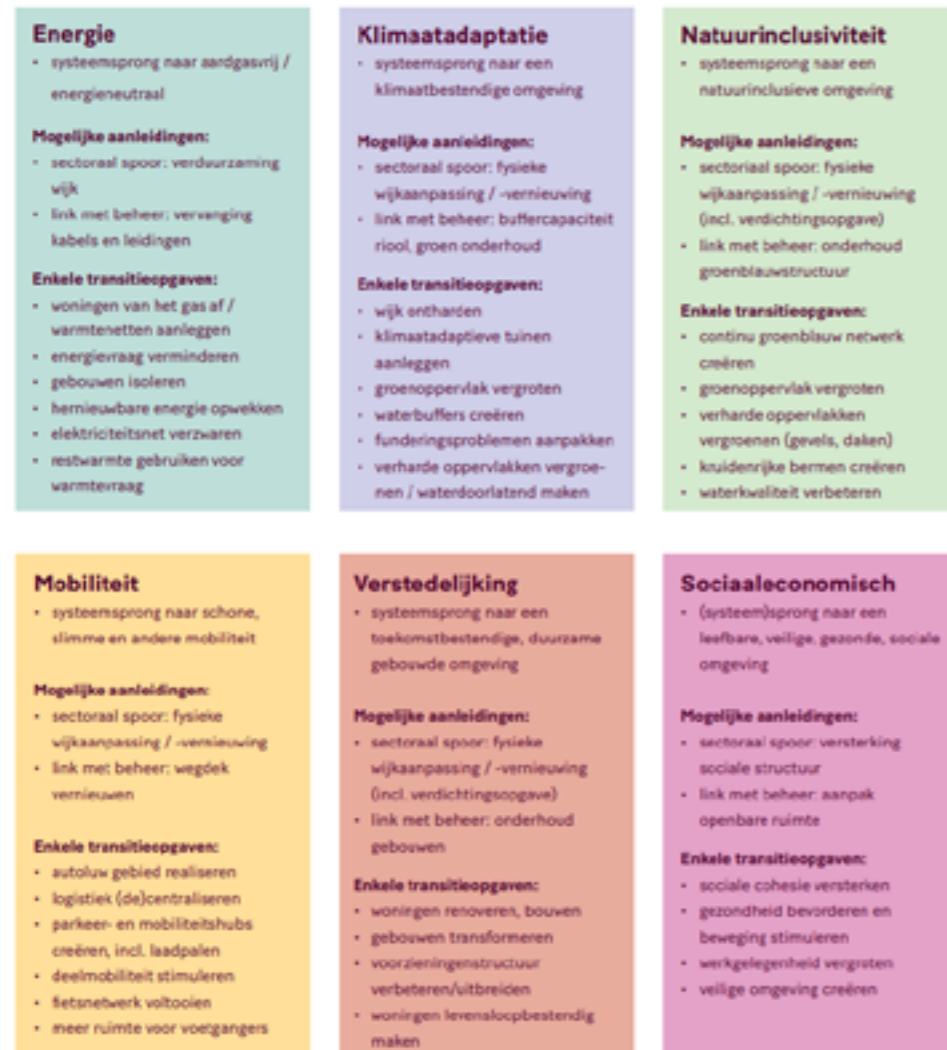 Energie
• systeemsprong naar aardgasvrij /
energieneutraal
Mogelijke aanleidingen:
• sectoraal spoor: verduurzaming
wijk
• link met beheer: vervanging
kabels en leidingen
Enkele transitieopgaven:
• woningen van het gas af /
warmtenetten aanleggen
• energievraag verminderen
• gebouwen isoleren
• hernieuwbare energie opwekken
• elektriciteitsnet verzwaren
• restwarmte gebruiken voor
warmtevraag
Klimaatadaptatie
• systeemsprong naar een
klimaatbestendige omgeving
Mogelijke aanleidingen:
• sectoraal spoor: fysieke
wijkaanpassing / -vernieuwing
• link met beheer: buffercapaciteit
riool, groen onderhoud
Enkele transitieopgaven:
• wijk ontharden
• klimaatadaptieve tuinen
aanleggen
• groenoppervlak vergroten
• waterbuffers creëren
• funderingsproblemen aanpakken
• verharde oppervlakken vergroe-
nen / waterdoorlatend maken
Natuurinclusiviteit
• systeemsprong naar een
natuurinclusieve omgeving
Mogelijke aanleidingen:
• sectoriaal spoor: fysieke
wijkaanpassing / -vernieuwing
(incl. verdichtingsopgave)
• link met beheer: onderhoud
groenblauwstructuur
Enkele transitieopgaven:
• continu groenblauw netwerk
creëren
• groenoppervlak vergroten
• verharde oppervlakken
vergroenen (gevels, daken)
• kruidenrijke bermen creëren
• waterkwaliteit verbeteren
Mobiliteit
• systeemsprong naar schone,
slimme en andere mobiliteit
Mogelijke aanleidingen:
• sectoraal spoor: fysieke
wijkaanpassing / -vernieuwing
• link met beheer: wegdek
vernieuwen
Enkele transitieopgaven:
• autoluw gebied realiseren
• logistiek (de)centraliseren
• parkeer- en mobiliteitshubs
creëren, incl. laadpalen
• deelmobiliteit stimuleren
• fietsnetwerk voltooien
• meer ruimte voor voetgangers
Verstedelijking
• systeemsprong naar een
toekomstbestendige, duurzame
gebouwde omgeving
Mogelijke aanleidingen:
• sectoraal spoor: fysieke
wijkaanpassing / -vernieuwing
(incl. verdichtingsopgave)
• link met beheer: onderhoud
gebouwen
Enkele transitieopgaven:
• woningen renoveren, bouwen
• gebouwen transformeren
• voorzieningenstructuur
verbeteren/uitbreiden
• woningen levensloopbestendig
maken
Sociaaleconomisch
• (systeem)sprong naar een
leefbare, veilige, gezonde, sociale
omgeving
Mogelijke aanleidingen:
• sectoraal spoor: versterking
sociale structuur
• link met beheer: aanpak
openbare ruimte
Enkele transitieopgaven:
• sociale cohesie versterken
• gezondheid bevorderen en
beweging stimuleren
• werkgelegenheid vergroten
• veilige omgeving creëren